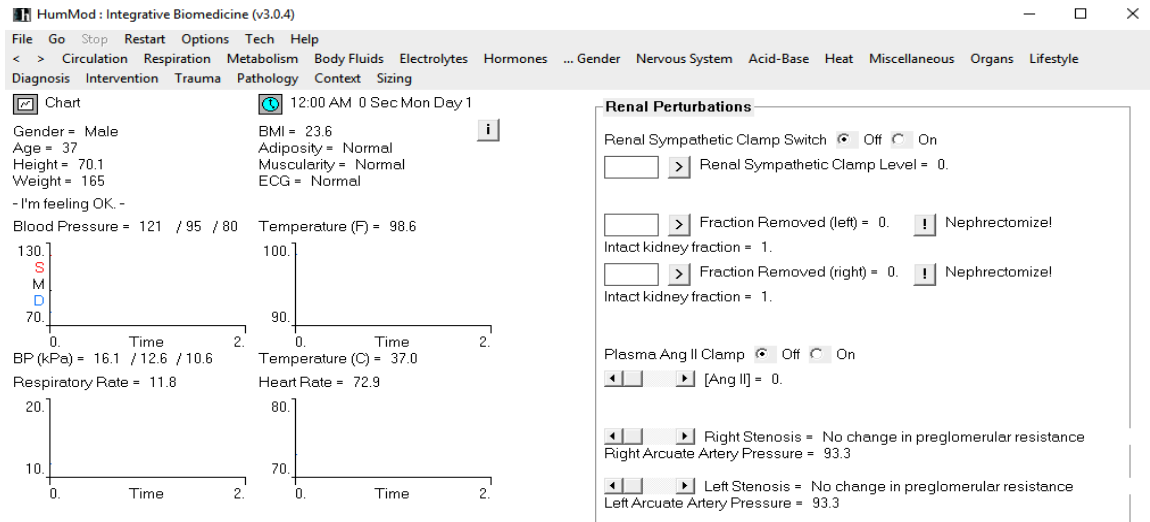 HumMod : Integrative Biomedicine (v3.0.4)
File Go Stop Restart Options Tech Help
< > Circulation Respiration Metabolism Body Fluids Electrolytes Hormones ... Gender Nervous System Acid-Base Heat Miscellaneous Organs Lifestyle
Diagnosis Intervention Trauma Pathology Context Sizing
Chart
12:00 AM 0 Sec Mon Day 1
Gender = Male
Age = 37
Height = 70.1
Weight = 165
BMI = 23.6
Adiposity = Normal
Muscularity = Normal
ECG = Normal
i
- I'm feeling OK. -
Blood Pressure = 121 / 95 / 80
130.
S
M
D
70.
0. Time 2.
BP (kPa) = 16.1 / 12.6 / 10.6
Temperature (F) = 98.6
100.
90.
0. Time 2.
Temperature (C) = 37.0
Respiratory Rate = 11.8
20.
10.
0. Time 2.
Heart Rate = 72.9
80.
70.
0. Time 2.
Renal Perturbations
Renal Sympathetic Clamp Switch Off On
> Renal Sympathetic Clamp Level = 0.
> Fraction Removed (left) = 0. ! Nephrectomize!
Intact kidney fraction = 1.
> Fraction Removed (right) = 0. ! Nephrectomize!
Intact kidney fraction = 1.
Plasma Ang II Clamp Off On
[Ang II] = 0.
Right Stenosis = No change in preglomerular resistance
Right Arcuate Artery Pressure = 93.3
Left Stenosis = No change in preglomerular resistance
Left Arcuate Artery Pressure = 93.3